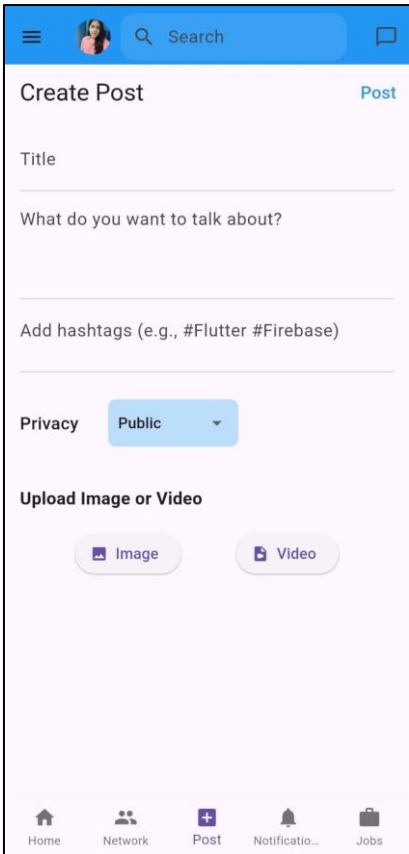 Search
Create Post
Post
Title
What do you want to talk about?
Add hashtags (e.g., #Flutter #Firebase)
Privacy
Public
Upload Image or Video
Image
Video
Home
Network
Post
Notificatio...
Jobs